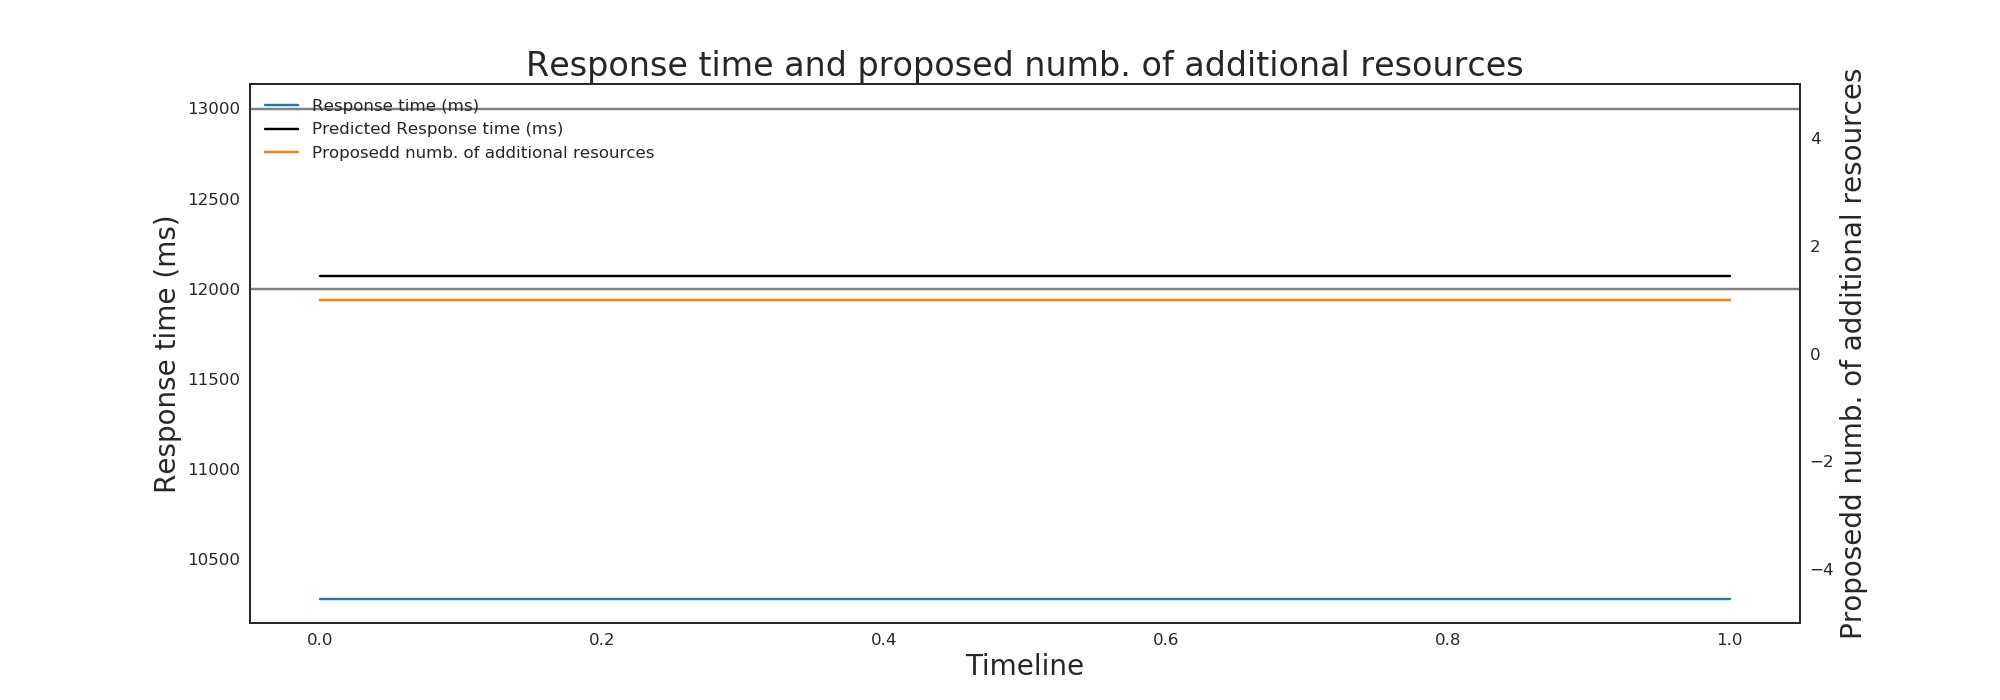 Response time and proposed numb. of additional resources
Response time (ms)
Predicted Response time (ms)
Proposedd numb. of additional resources
Response time (ms)
13000
12500
12000
11500
11000
10500
4
2
0
−2
−4
Proposedd numb. of additional resources
0.0 0.2 0.4 0.6 0.8 1.0
Timeline